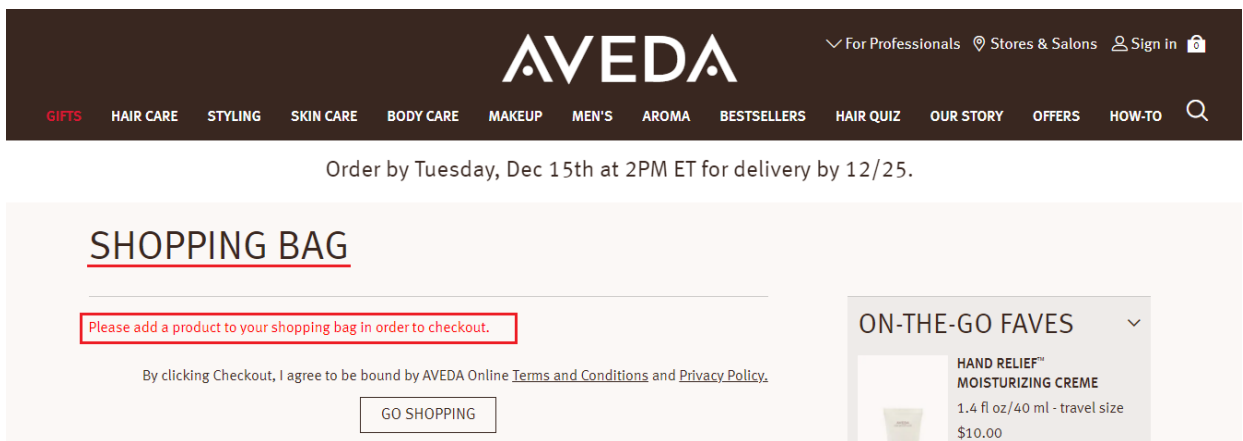 AVEDA
For Professionals Stores & Salons Sign in 0
GIFTS HAIR CARE STYLING SKIN CARE BODY CARE MAKEUP MEN'S AROMA BESTSELLERS HAIR QUIZ OUR STORY OFFERS HOW-TO
Order by Tuesday, Dec 15th at 2PM ET for delivery by 12/25.
SHOPPING BAG
Please add a product to your shopping bag in order to checkout.
By clicking Checkout, I agree to be bound by AVEDA Online Terms and Conditions and Privacy Policy.
GO SHOPPING
ON-THE-GO FAVES
HAND RELIEF™
MOISTURIZING CREME
1.4 fl oz/40 ml - travel size
$10.00